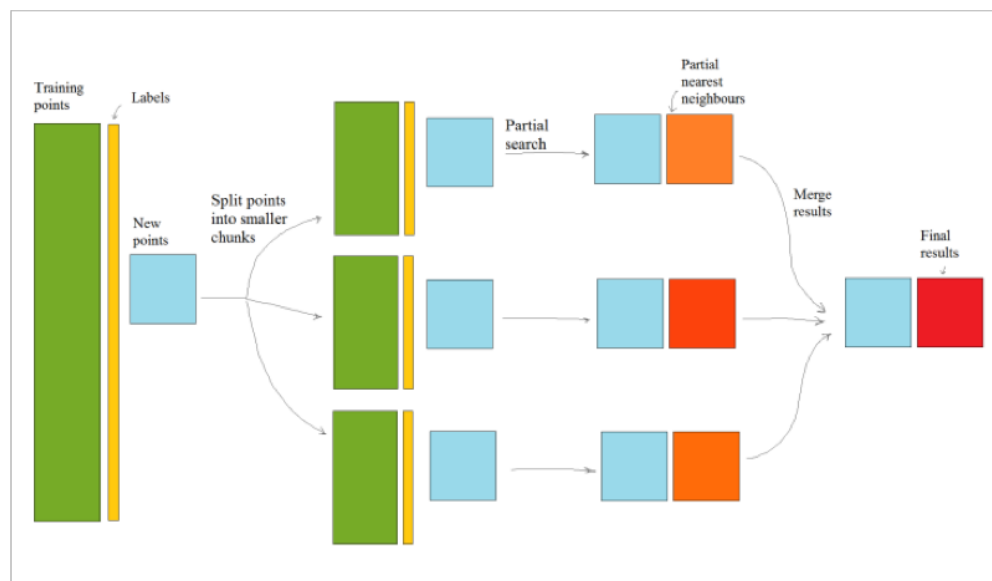 Training
points
Labels
New
points
Split points
into smaller
chunks
Partial
search
Partial
nearest
neighbours
Merge
results
Final
results